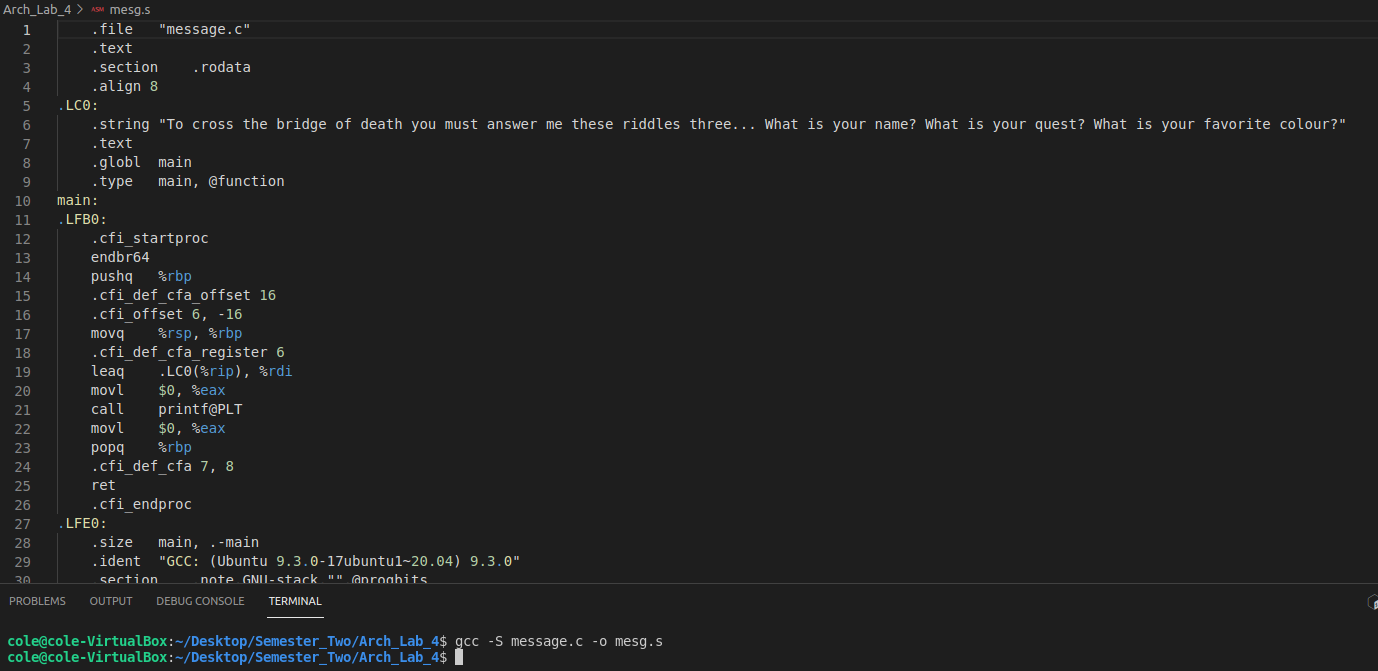 Arch_Lab_4 > ASM mesg.s
1 .file "message.c"
2 .text
3 .section .rodata
4 .align 8
5 .LC0:
6 .string "To cross the bridge of death you must answer me these riddles three... What is your name? What is your quest? What is your favorite colour?"
7 .text
8 .globl main
9 .type main, @function
10 main:
11 .LFB0:
12 .cfi_startproc
13 endbr64
14 pushq %rbp
15 .cfi_def_cfa_offset 16
16 .cfi_offset 6, -16
17 movq %rsp, %rbp
18 .cfi_def_cfa_register 6
19 leaq .LC0(%rip), %rdi
20 movl $0, %eax
21 call printf@PLT
22 movl $0, %eax
23 popq %rbp
24 .cfi_def_cfa 7, 8
25 ret
26 .cfi_endproc
27 .LFE0:
28 .size main, .-main
29 .ident "GCC: (Ubuntu 9.3.0-17ubuntu1~20.04) 9.3.0"
30 .section .note.GNU-stack,"",@progbits
PROBLEMS OUTPUT DEBUG CONSOLE TERMINAL
cole@cole-VirtualBox:~/Desktop/Semester_Two/Arch_Lab_4$ gcc -S message.c -o mesg.s
cole@cole-VirtualBox:~/Desktop/Semester_Two/Arch_Lab_4$